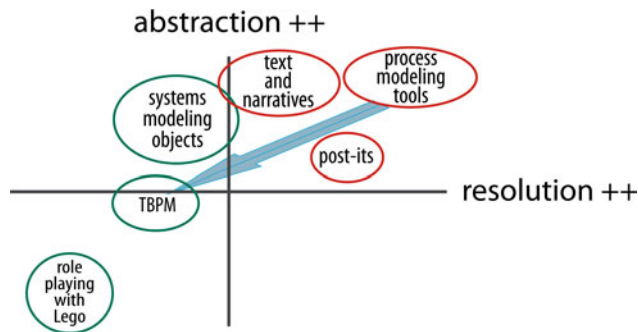 abstraction ++
text
and
narratives
process
modeling
tools
systems
modeling
objects
post-its
resolution ++
TBPM
role
playing
with
Lego